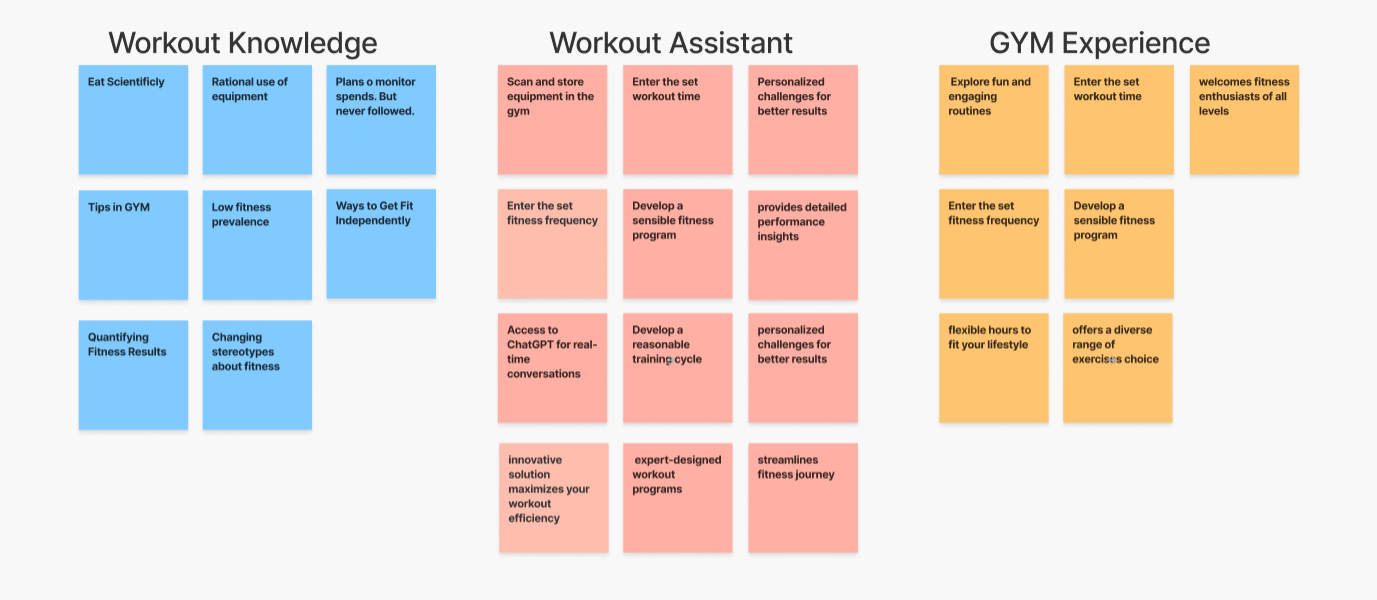 Workout Knowledge
Eat Scientificly
Rational use of
equipment
Plans o monitor
spends. But
never followed.
Tips in GYM
Low fitness
prevalence
Ways to Get Fit
Independently
Quantifying
Fitness Results
Changing
stereotypes
about fitness
Workout Assistant
Scan and store
equipment in the
gym
Enter the set
workout time
Personalized
challenges for
better results
Enter the set
fitness frequency
Develop a
sensible fitness
program
provides detailed
performance
insights
Access to
ChatGPT for real-
time
conversations
Develop a
reasonable
training cycle
personalized
challenges for
better results
innovative
solution
maximizes your
workout
efficiency
expert-designed
workout
programs
streamlines
fitness journey
GYM Experience
Explore fun and
engaging
routines
Enter the set
workout time
welcomes fitness
enthusiasts of all
levels
Enter the set
fitness frequency
Develop a
sensible fitness
program
flexible hours to
fit your lifestyle
offers a diverse
range of
exercises choice